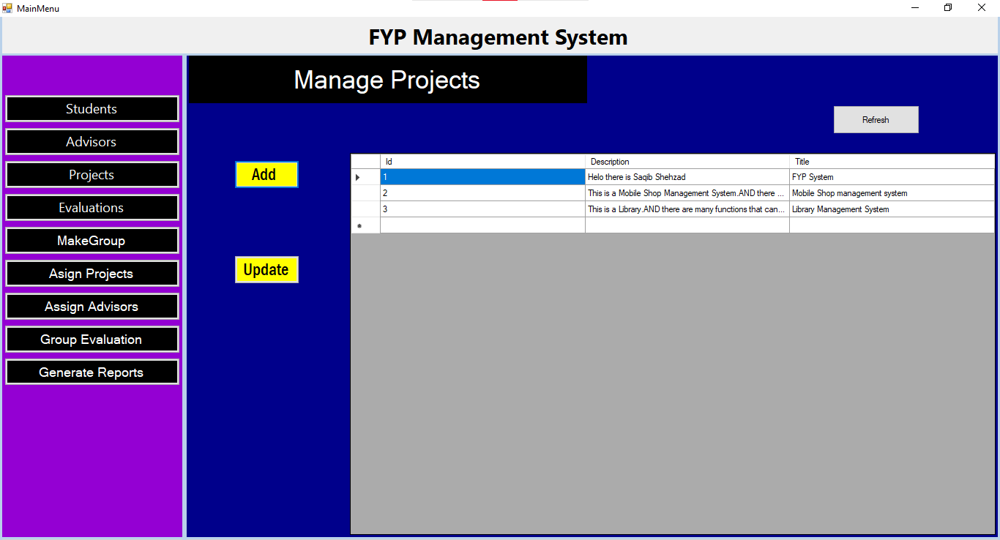 MainMenu
FYP Management System
Manage Projects
Refresh
Students
Advisors
Projects
Evaluations
MakeGroup
Asign Projects
Assign Advisors
Group Evaluation
Generate Reports
Add
Update
Id Description Title
1 Helo there is Saqib Shehzad FYP System
2 This is a Mobile Shop Management System.AND there ... Mobile Shop management system
3 This is a Library.AND there are many functions that can... Library Management System